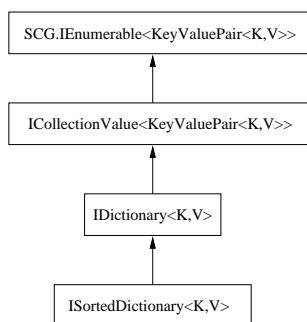 SCG.IEnumerable<KeyValuePair<K,V>>
ICollectionValue<KeyValuePair<K,V>>
IDictionary<K,V>
ISortedDictionary<K,V>